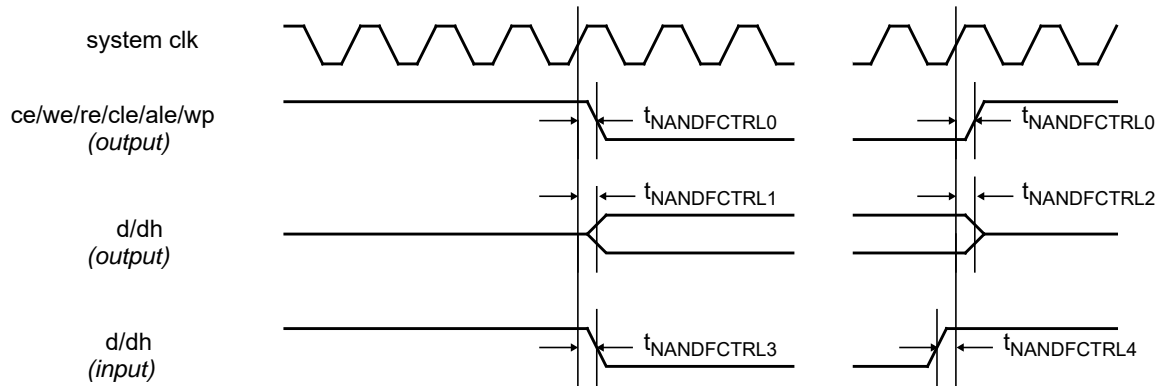 system clk
ce/we/re/cle/ale/wp
(output)
tNANDFCTRL0
tNANDFCTRL0
d/dh
(output)
tNANDFCTRL1
tNANDFCTRL2
d/dh
(input)
tNANDFCTRL3
tNANDFCTRL4